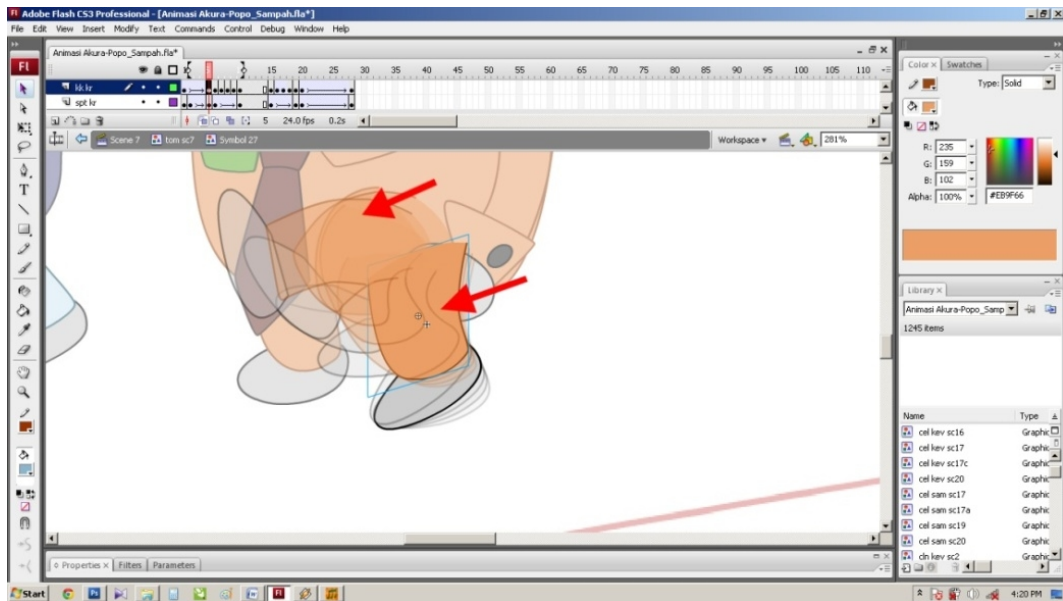 Adobe Flash CS3 Professional - [Animasi Akura-Popo_Sampah.fla*]
File Edit View Insert Modify Text Commands Control Debug Window Help
Animasi Akura-Popo_Sampah.fla*
15 20 25 30 35 40 45 50 55 60 65 70 75 80 85 90 95 100 105 110
kk kr
spt kr
5 24.0 fps 0.2s
Scene 7 tom sc7 Symbol 27
Workspace 281%
Fl
T
Color × Swatches
Type: Solid
R: 235
G: 159
B: 102
Alpha: 100% #EB9F66
Library ×
Animasi Akura-Popo_Samp
1245 items
Name Type
cel kev sc16 Graphic
cel kev sc17 Graphic
cel kev sc17c Graphic
cel kev sc20 Graphic
cel sam sc17 Graphic
cel sam sc17a Graphic
cel sam sc19 Graphic
cel sam sc20 Graphic
dn kev sc2 Graphic
Properties × Filters Parameters
Start
4:20 PM